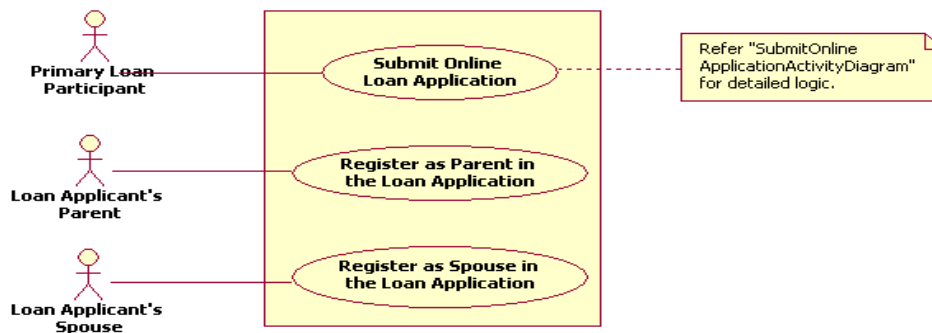 Primary Loan
Participant
Submit Online
Loan Application
Refer "SubmitOnline
ApplicationActivityDiagram"
for detailed logic.
Loan Applicant's
Parent
Register as Parent in
the Loan Application
Loan Applicant's
Spouse
Register as Spouse in
the Loan Application